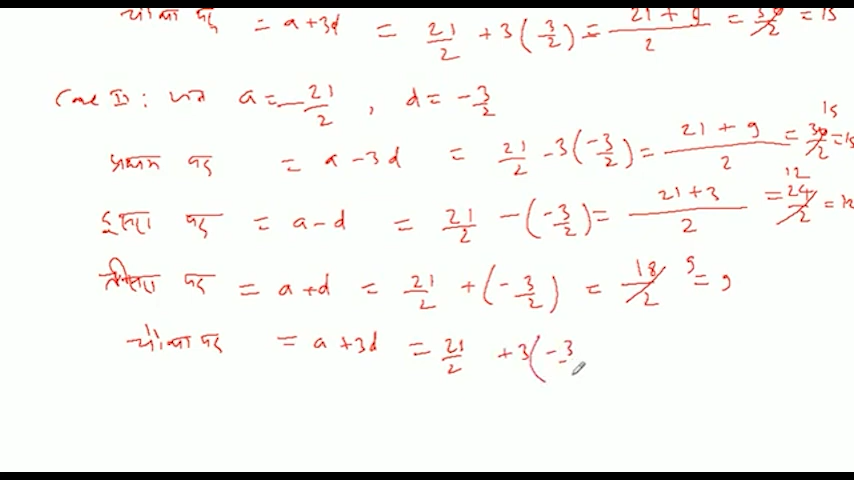 चौथा पद = a+3d = 21/2 + 3(3/2) = (21+9)/2 = 30/2 = 15
Case II: जब a = 21/2, d = -3/2
प्रथम पद = a-3d = 21/2 - 3(-3/2) = (21+9)/2 = 30/2 = 15 15
दूसरा पद = a-d = 21/2 - (-3/2) = (21+3)/2 = 24/2 = 12 12
तीसरा पद = a+d = 21/2 + (-3/2) = 18/2 9 = 9
चौथा पद = a+3d = 21/2 + 3(-3